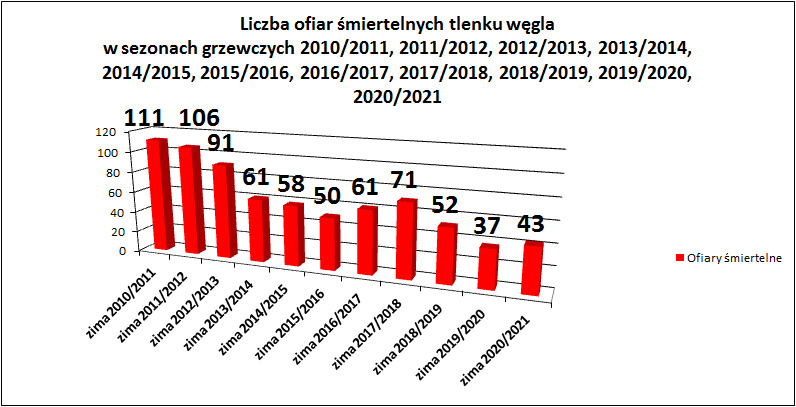 Liczba ofiar śmiertelnych tlenku węgla
w sezonach grzewczych 2010/2011, 2011/2012, 2012/2013, 2013/2014,
2014/2015, 2015/2016, 2016/2017, 2017/2018, 2018/2019, 2019/2020,
2020/2021
111
106
91
61
58
50
61
71
52
37
43
120
100
80
60
40
20
0
zima 2010/2011
zima 2011/2012
zima 2012/2013
zima 2013/2014
zima 2014/2015
zima 2015/2016
zima 2016/2017
zima 2017/2018
zima 2018/2019
zima 2019/2020
zima 2020/2021
Ofiary śmiertelne